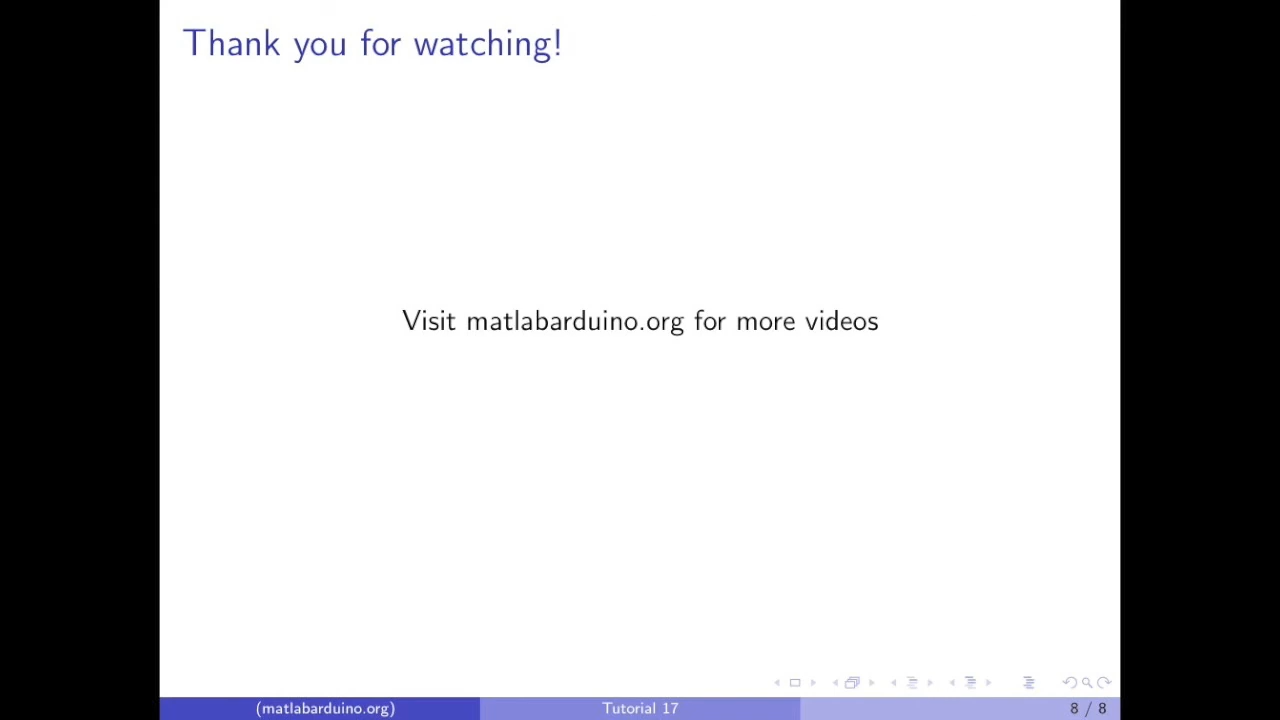 Thank you for watching!
Visit matlabarduino.org for more videos
(matlabarduino.org)
Tutorial 17
8 / 8